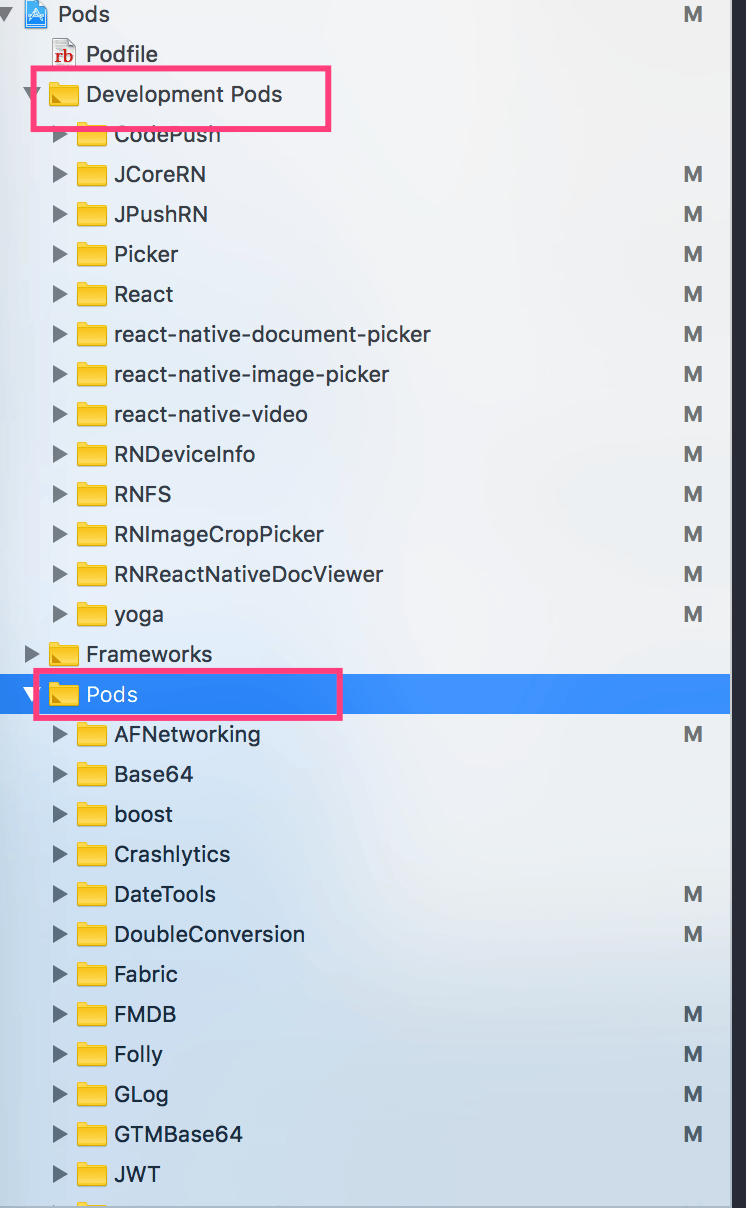 Pods M
rb Podfile
Development Pods
CodePush
JCoreRN M
JPushRN M
Picker M
React M
react-native-document-picker M
react-native-image-picker M
react-native-video M
RNDeviceInfo M
RNFS M
RNImageCropPicker M
RNReactNativeDocViewer M
yoga M
Frameworks
Pods
AFNetworking M
Base64
boost
Crashlytics
DateTools M
DoubleConversion M
Fabric
FMDB M
Folly M
GLog M
GTMBase64 M
JWT